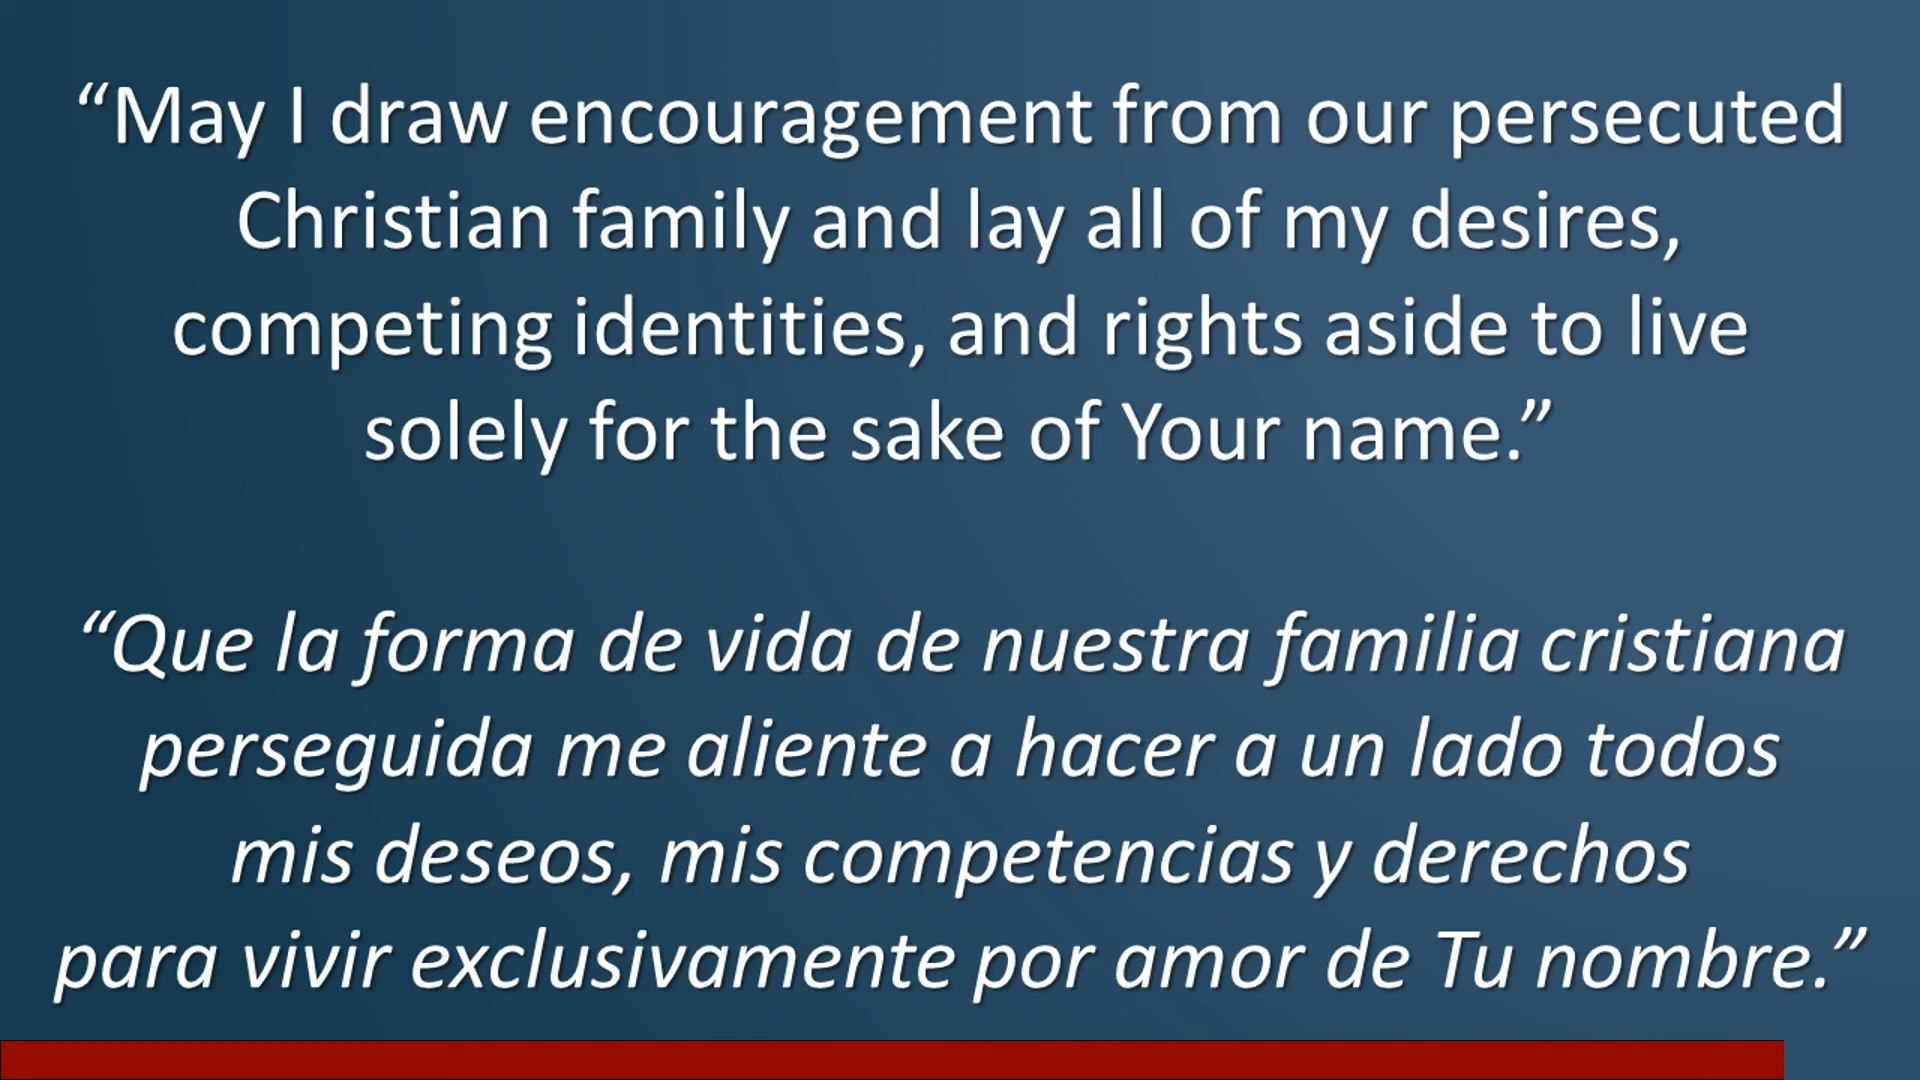 “May I draw encouragement from our persecuted
Christian family and lay all of my desires,
competing identities, and rights aside to live
solely for the sake of Your name.”
“Que la forma de vida de nuestra familia cristiana
perseguida me aliente a hacer a un lado todos
mis deseos, mis competencias y derechos
para vivir exclusivamente por amor de Tu nombre.”